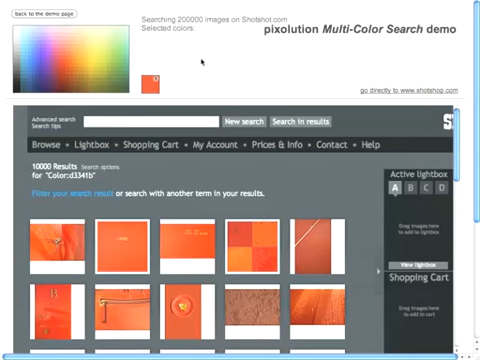 back to the demo page
Searching 200000 images on Shotshot.com
Selected colors:
pixolution Multi-Color Search demo
go directly to www.shotshop.com
Advanced search
Search tips
New search
Search in results
Browse • Lightbox • Shopping Cart • My Account • Prices & Info • Contact • Help
10000 Results Search options
for "Color:d3341b"
Filter your search result or search with another term in your results.
Active lightbox
A B C D
Drag images here
to add to lightbox
View lightbox
Shopping Cart
Drag images here
to add to cart